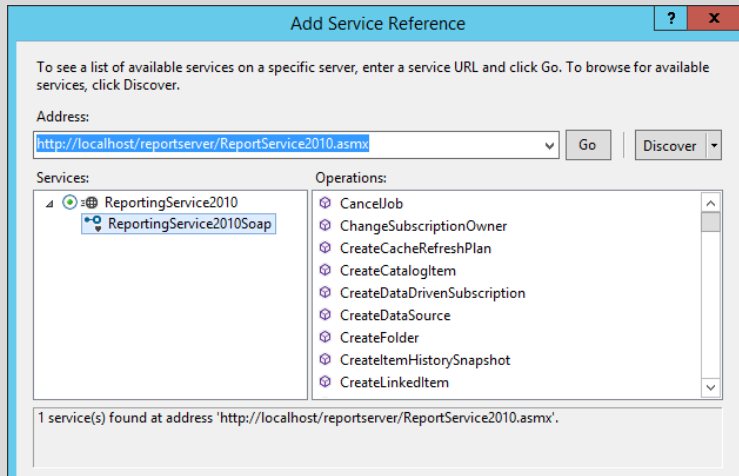 Add Service Reference
? x
To see a list of available services on a specific server, enter a service URL and click Go. To browse for available
services, click Discover.
Address:
http://localhost/reportserver/ReportService2010.asmx
Go
Discover
Services:
Operations:
ReportingService2010
ReportingService2010Soap
CancelJob
ChangeSubscriptionOwner
CreateCacheRefreshPlan
CreateCatalogItem
CreateDataDrivenSubscription
CreateDataSource
CreateFolder
CreateItemHistorySnapshot
CreateLinkedItem
1 service(s) found at address 'http://localhost/reportserver/ReportService2010.asmx'.